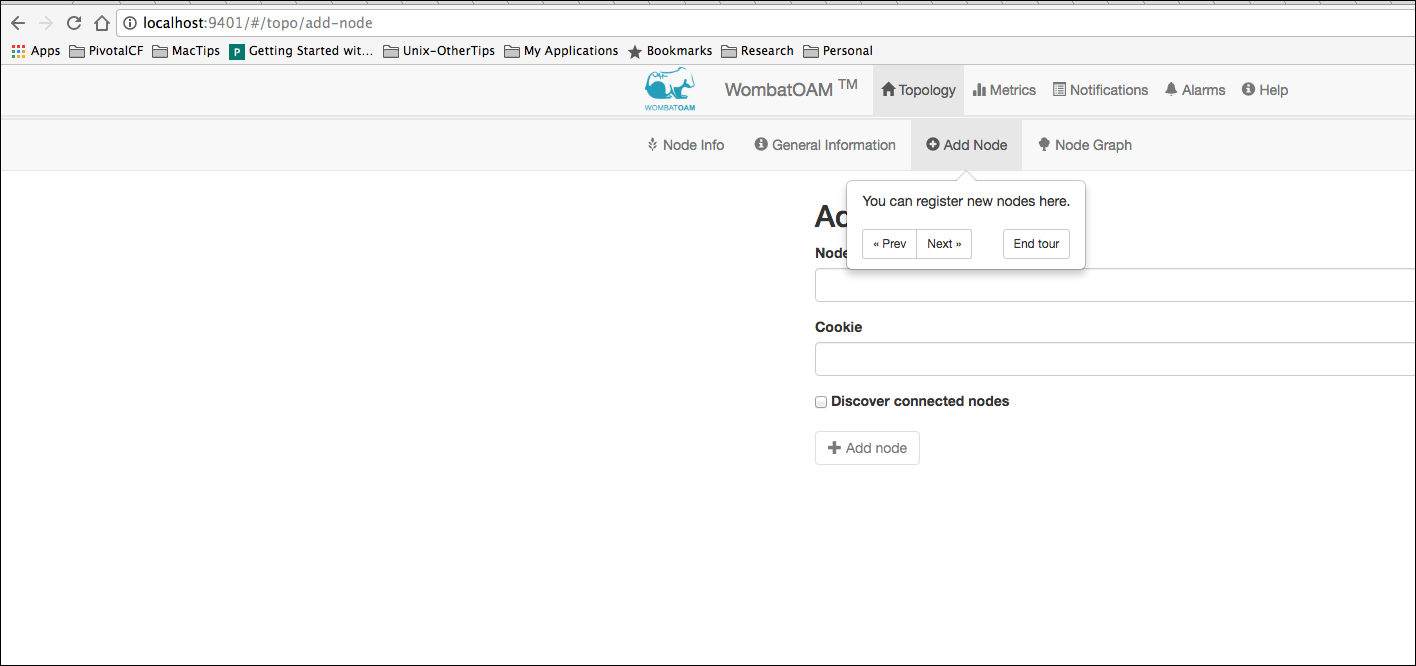 localhost:9401/#/topo/add-node
Apps PivotalCF MacTips P Getting Started wit... Unix-OtherTips My Applications Bookmarks Research Personal
WOMBATOAM WombatOAM TM Topology Metrics Notifications Alarms Help
Node Info General Information Add Node Node Graph
You can register new nodes here.
« Prev Next » End tour
Node
Cookie
Discover connected nodes
Add node